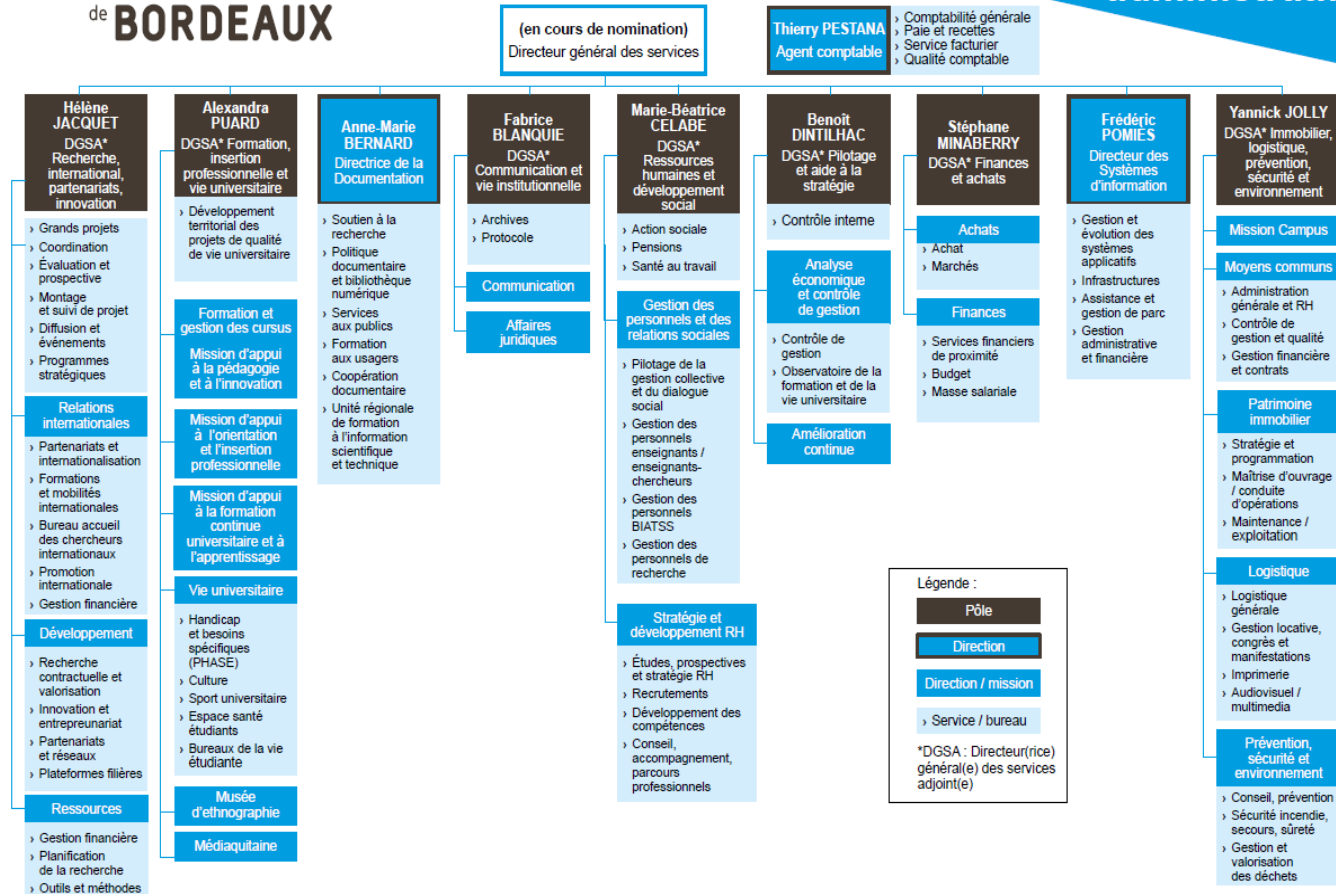 de BORDEAUX
(en cours de nomination)
Directeur général des services
Thierry PESTANA
Agent comptable
› Comptabilité générale
› Paie et recettes
› Service facturier
› Qualité comptable
Hélène
JACQUET
DGSA*
Recherche,
international,
partenariats,
innovation
› Grands projets
› Coordination
› Évaluation et
prospective
› Montage
et suivi de projet
› Diffusion et
événements
› Programmes
stratégiques
Relations
internationales
› Partenariats et
internationalisation
› Formations
et mobilités
internationales
› Bureau accueil
des chercheurs
internationaux
› Promotion
internationale
› Gestion financière
Développement
› Recherche
contractuelle et
valorisation
› Innovation et
entrepreunariat
› Partenariats
et réseaux
› Plateformes filières
Ressources
› Gestion financière
› Planification
de la recherche
› Outils et méthodes
Alexandra
PUARD
DGSA* Formation,
insertion
professionnelle et
vie universitaire
› Développement
territorial des
projets de qualité
de vie universitaire
Formation et
gestion des cursus
Mission d'appui
à la pédagogie
et à l'innovation
Mission d'appui
à l'orientation
et l'insertion
professionnelle
Mission d'appui
à la formation
continue
universitaire et à
l'apprentissage
Vie universitaire
› Handicap
et besoins
spécifiques
(PHASE)
› Culture
› Sport universitaire
› Espace santé
étudiants
› Bureaux de la vie
étudiante
Musée
d'ethnographie
Médiaquitaine
Anne-Marie
BERNARD
Directrice de la
Documentation
› Soutien à la
recherche
› Politique
documentaire
et bibliothèque
numérique
› Services
aux publics
› Formation
aux usagers
› Coopération
documentaire
› Unité régionale
de formation
à l'information
scientifique
et technique
Fabrice
BLANQUIE
DGSA*
Communication et
vie institutionnelle
› Archives
› Protocole
Communication
Affaires
juridiques
Marie-Béatrice
CELABE
DGSA*
Ressources
humaines et
développement
social
› Action sociale
› Pensions
› Santé au travail
Gestion des
personnels et des
relations sociales
› Pilotage de la
gestion collective
et du dialogue
social
› Gestion des
personnels
enseignants /
enseignants-
chercheurs
› Gestion des
personnels
BIATSS
› Gestion des
personnels de
recherche
Stratégie et
développement RH
› Études, prospectives
et stratégie RH
› Recrutements
› Développement des
compétences
› Conseil,
accompagnement,
parcours
professionnels
Benoît
DINTILHAC
DGSA* Pilotage
et aide à la
stratégie
› Contrôle interne
Analyse
économique
et contrôle
de gestion
› Contrôle de
gestion
› Observatoire de la
formation et de la
vie universitaire
Amélioration
continue
Stéphane
MINABERRY
DGSA* Finances
et achats
Achats
› Achat
› Marchés
Finances
› Services financiers
de proximité
› Budget
› Masse salariale
Frédéric
POMIÈS
Directeur des
Systèmes
d'information
› Gestion et
évolution des
systèmes
applicatifs
› Infrastructures
› Assistance et
gestion de parc
› Gestion
administrative
et financière
Yannick JOLLY
DGSA* Immobilier,
logistique,
prévention,
sécurité et
environnement
Mission Campus
Moyens communs
› Administration
générale et RH
› Contrôle de
gestion et qualité
› Gestion financière
et contrats
Patrimoine
immobilier
› Stratégie et
programmation
› Maîtrise d'ouvrage
/ conduite
d'opérations
› Maintenance /
exploitation
Logistique
› Logistique
générale
› Gestion locative,
congrès et
manifestations
› Imprimerie
› Audiovisuel /
multimedia
Prévention,
sécurité et
environnement
› Conseil, prévention
› Sécurité incendie,
secours, sûreté
› Gestion et
valorisation
des déchets
Légende :
Pôle
Direction
Direction / mission
› Service / bureau
*DGSA : Directeur(rice)
général(e) des services
adjoint(e)